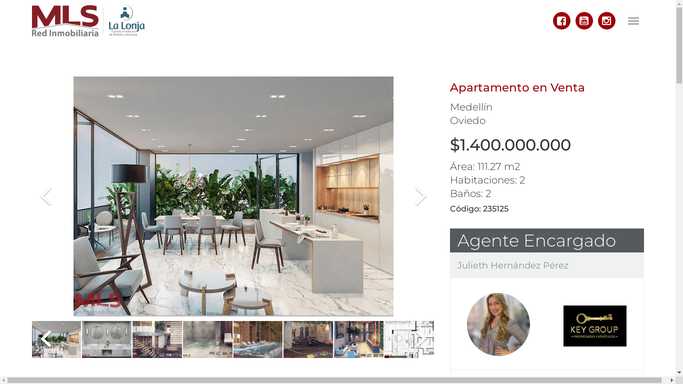 MLS
Red Inmobiliaria
La Lonja
Apartamento en Venta
Medellín
Oviedo
$1.400.000.000
Área: 111.27 m2
Habitaciones: 2
Baños: 2
Código: 235125
MLS
Agente Encargado
Julieth Hernández Pérez
KEY GROUP